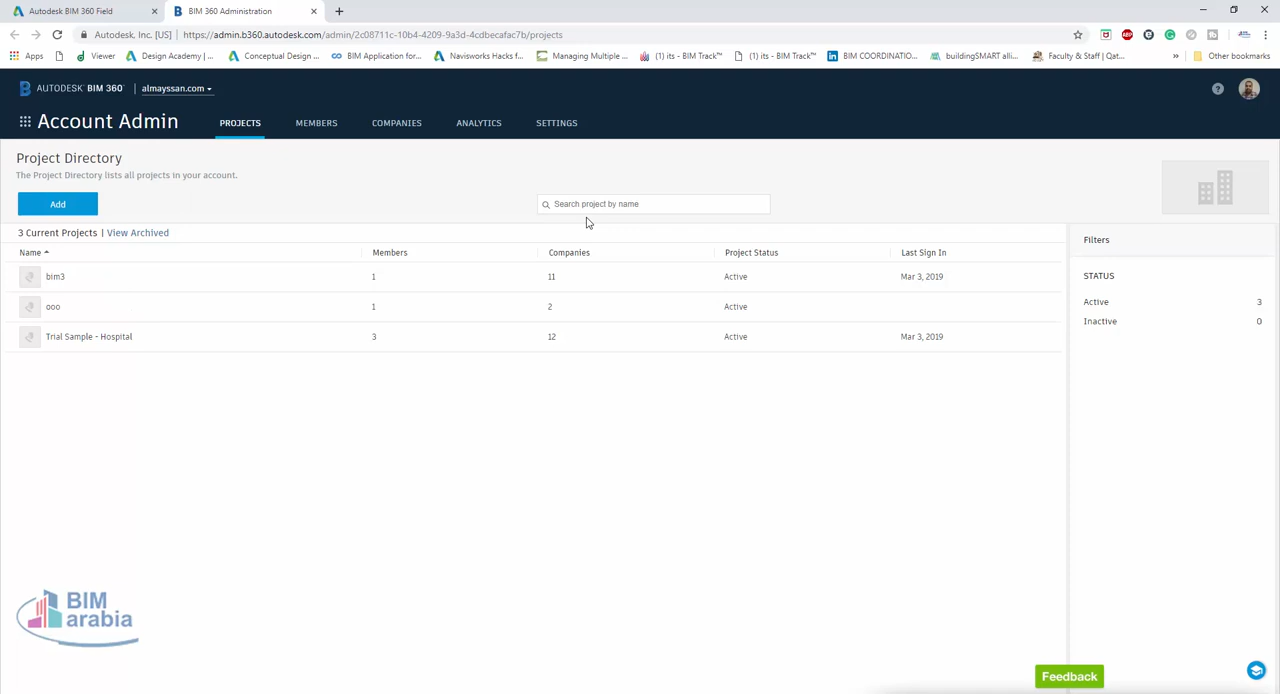 Autodesk BIM 360 Field
BIM 360 Administration
Autodesk, Inc. [US] | https://admin.b360.autodesk.com/admin/2c08711c-10b4-4209-9a3d-4cdbecafac7b/projects
Apps Viewer Design Academy | ... Conceptual Design ... BIM Application for... Navisworks Hacks f... Managing Multiple ... (1) its - BIM Track™ (1) its - BIM Track™ BIM COORDINATIO... buildingSMART alli... Faculty & Staff | Qat... » Other bookmarks
AUTODESK® BIM 360° almayssan.com
Account Admin PROJECTS MEMBERS COMPANIES ANALYTICS SETTINGS
Project Directory
The Project Directory lists all projects in your account.
Add
Search project by name
3 Current Projects | View Archived
Name Members Companies Project Status Last Sign In
bim3 1 11 Active Mar 3, 2019
ooo 1 2 Active
Trial Sample - Hospital 3 12 Active Mar 3, 2019
Filters
STATUS
Active 3
Inactive 0
BIM
arabia
Feedback